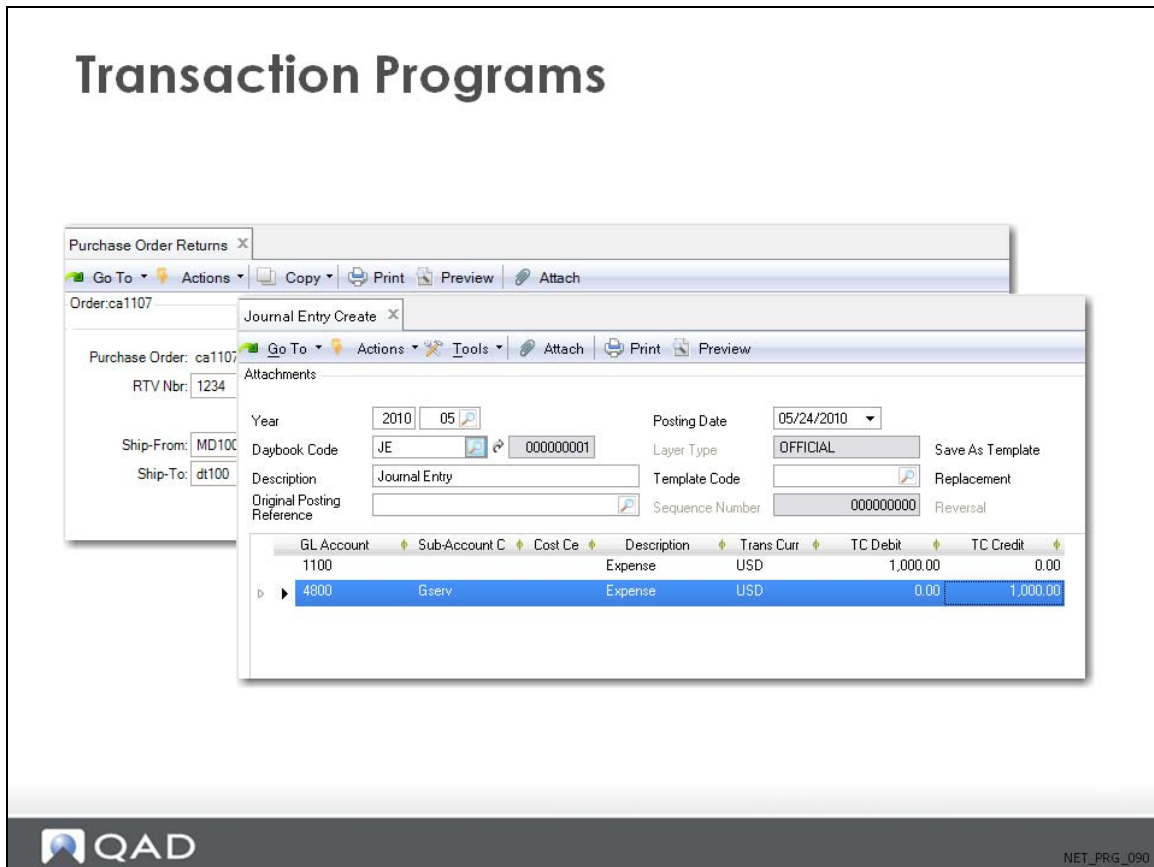 Transaction Programs
Purchase Order Returns
Go To Actions Copy Print Preview Attach
Order:ca1107
Purchase Order: ca1107
RTV Nbr: 1234
Ship-From: MD100
Ship-To: dt100
Journal Entry Create
Go To Actions Tools Attach Print Preview
Attachments
Year 2010 05 Posting Date 05/24/2010
Daybook Code JE 000000001 Layer Type OFFICIAL Save As Template
Description Journal Entry Template Code Replacement
Original Posting Reference Sequence Number 000000000 Reversal
GL Account Sub-Account C Cost Ce Description Trans Curr TC Debit TC Credit
1100 Expense USD 1,000.00 0.00
4800 Gserv Expense USD 0.00 1,000.00
QAD
NET_PRG_090